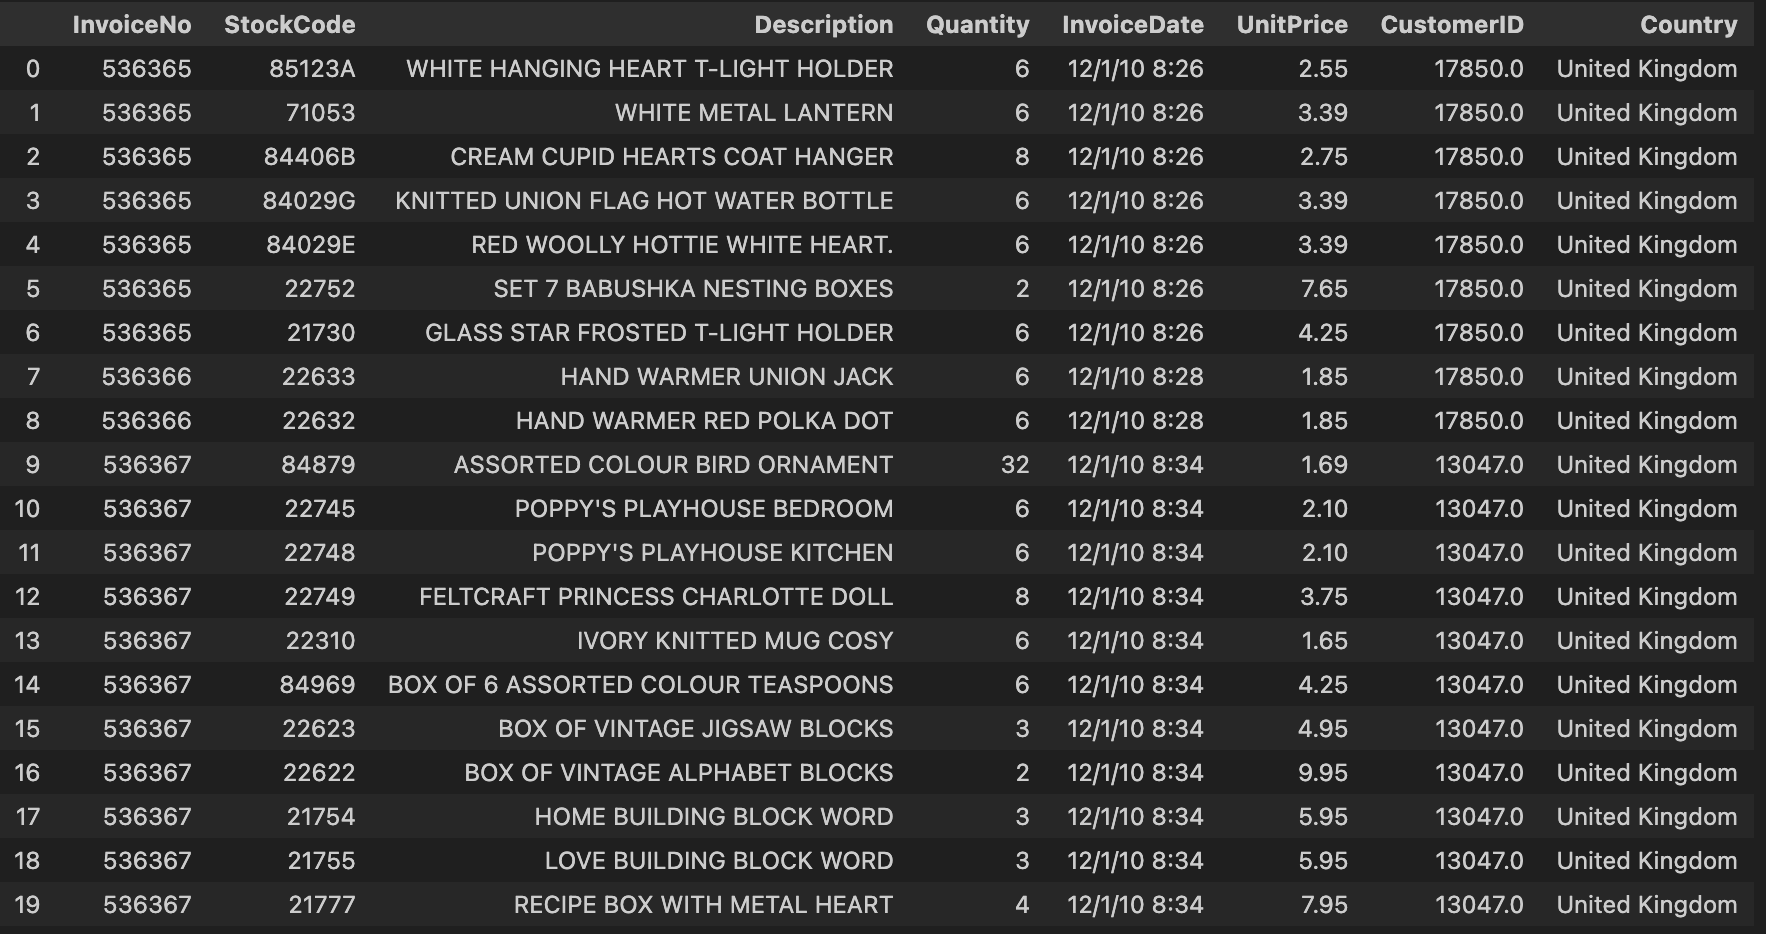 InvoiceNo StockCode Description Quantity InvoiceDate UnitPrice CustomerID Country
0 536365 85123A WHITE HANGING HEART T-LIGHT HOLDER 6 12/1/10 8:26 2.55 17850.0 United Kingdom
1 536365 71053 WHITE METAL LANTERN 6 12/1/10 8:26 3.39 17850.0 United Kingdom
2 536365 84406B CREAM CUPID HEARTS COAT HANGER 8 12/1/10 8:26 2.75 17850.0 United Kingdom
3 536365 84029G KNITTED UNION FLAG HOT WATER BOTTLE 6 12/1/10 8:26 3.39 17850.0 United Kingdom
4 536365 84029E RED WOOLLY HOTTIE WHITE HEART. 6 12/1/10 8:26 3.39 17850.0 United Kingdom
5 536365 22752 SET 7 BABUSHKA NESTING BOXES 2 12/1/10 8:26 7.65 17850.0 United Kingdom
6 536365 21730 GLASS STAR FROSTED T-LIGHT HOLDER 6 12/1/10 8:26 4.25 17850.0 United Kingdom
7 536366 22633 HAND WARMER UNION JACK 6 12/1/10 8:28 1.85 17850.0 United Kingdom
8 536366 22632 HAND WARMER RED POLKA DOT 6 12/1/10 8:28 1.85 17850.0 United Kingdom
9 536367 84879 ASSORTED COLOUR BIRD ORNAMENT 32 12/1/10 8:34 1.69 13047.0 United Kingdom
10 536367 22745 POPPY'S PLAYHOUSE BEDROOM 6 12/1/10 8:34 2.10 13047.0 United Kingdom
11 536367 22748 POPPY'S PLAYHOUSE KITCHEN 6 12/1/10 8:34 2.10 13047.0 United Kingdom
12 536367 22749 FELTCRAFT PRINCESS CHARLOTTE DOLL 8 12/1/10 8:34 3.75 13047.0 United Kingdom
13 536367 22310 IVORY KNITTED MUG COSY 6 12/1/10 8:34 1.65 13047.0 United Kingdom
14 536367 84969 BOX OF 6 ASSORTED COLOUR TEASPOONS 6 12/1/10 8:34 4.25 13047.0 United Kingdom
15 536367 22623 BOX OF VINTAGE JIGSAW BLOCKS 3 12/1/10 8:34 4.95 13047.0 United Kingdom
16 536367 22622 BOX OF VINTAGE ALPHABET BLOCKS 2 12/1/10 8:34 9.95 13047.0 United Kingdom
17 536367 21754 HOME BUILDING BLOCK WORD 3 12/1/10 8:34 5.95 13047.0 United Kingdom
18 536367 21755 LOVE BUILDING BLOCK WORD 3 12/1/10 8:34 5.95 13047.0 United Kingdom
19 536367 21777 RECIPE BOX WITH METAL HEART 4 12/1/10 8:34 7.95 13047.0 United Kingdom